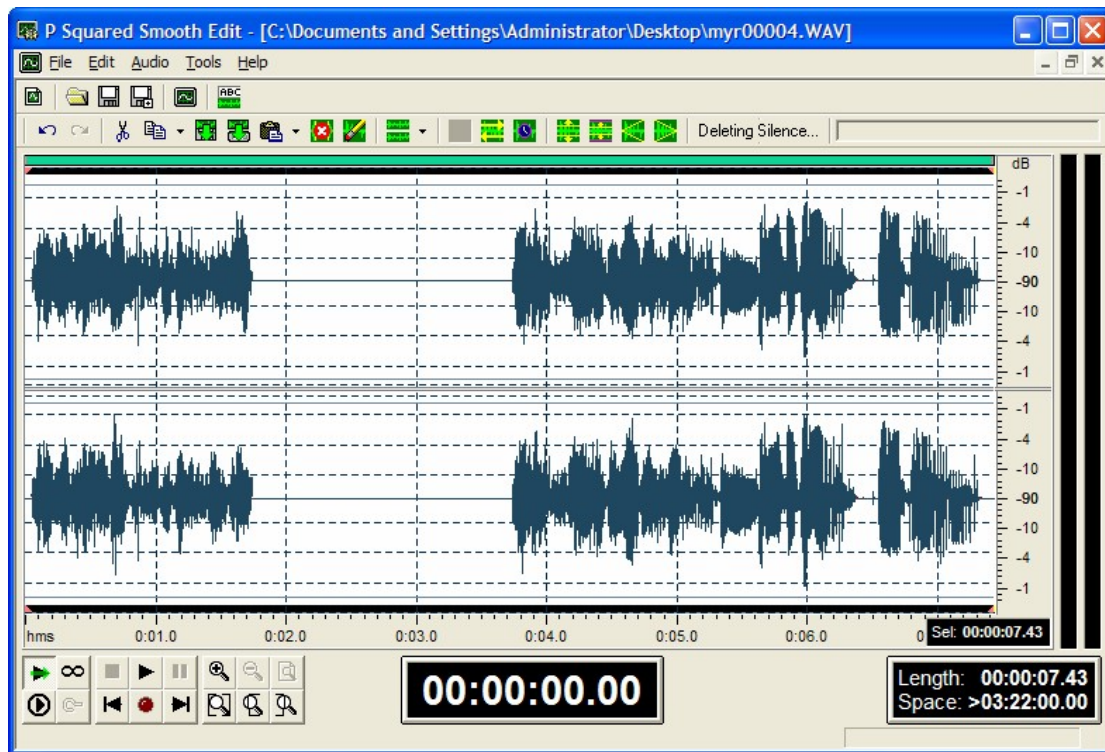 P Squared Smooth Edit - [C:\Documents and Settings\Administrator\Desktop\myr00004.WAV]
File Edit Audio Tools Help
ABC
Deleting Silence...
dB
-1
-4
-10
-90
-10
-4
-1
-1
-4
-10
-90
-10
-4
-1
hms 0:01.0 0:02.0 0:03.0 0:04.0 0:05.0 0:06.0 0 Sel: 00:00:07.43
00:00:00.00
Length: 00:00:07.43
Space: >03:22:00.00